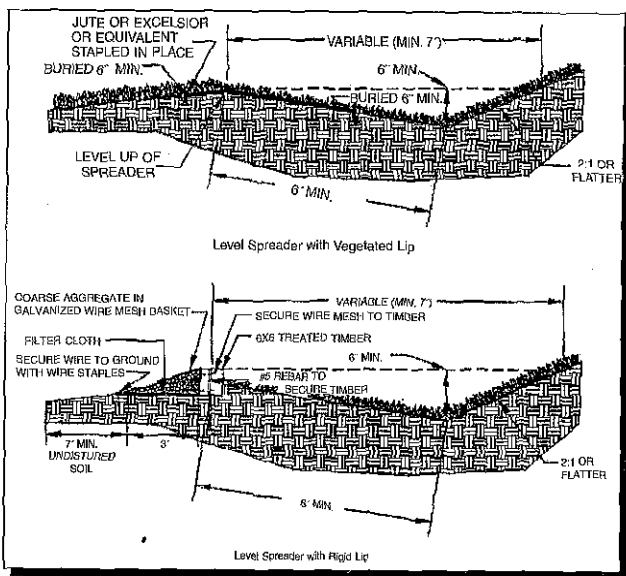 JUTE OR EXCELSIOR
OR EQUIVALENT
STAPLED IN PLACE
BURIED 6" MIN.
VARIABLE (MIN. 7')
6" MIN.
BURIED 6" MIN.
LEVEL UP OF
SPREADER
6' MIN.
2:1 OR
FLATTER
Level Spreader with Vegetated Lip
COARSE AGGREGATE IN
GALVANIZED WIRE MESH BASKET
VARIABLE (MIN. 7')
SECURE WIRE MESH TO TIMBER
FILTER CLOTH
6X6 TREATED TIMBER
SECURE WIRE TO GROUND
WITH WIRE STAPLES
6" MIN.
#5 REBAR TO
SECURE TIMBER
7' MIN.
UNDISTURED
SOIL
3'
2:1 OR
FLATTER
6' MIN.
Level Spreader with Rigid Lip